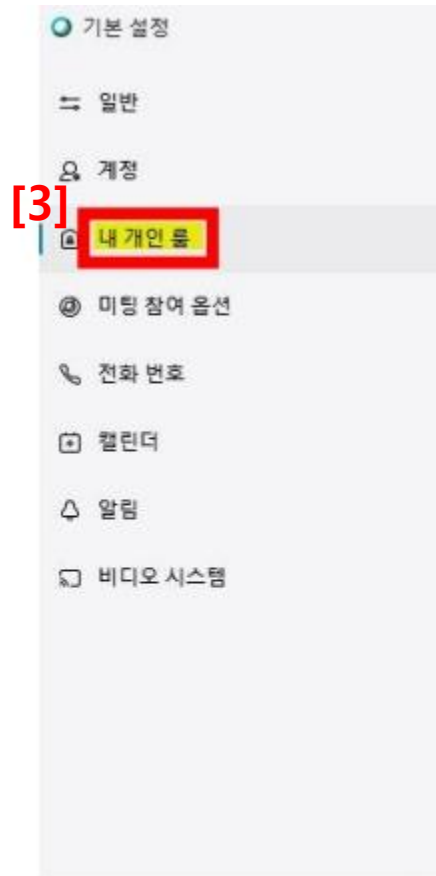 기본 설정
일반
계정
[3]
내 개인 룸
미팅 참여 옵션
전화 번호
캘린더
알림
비디오 시스템